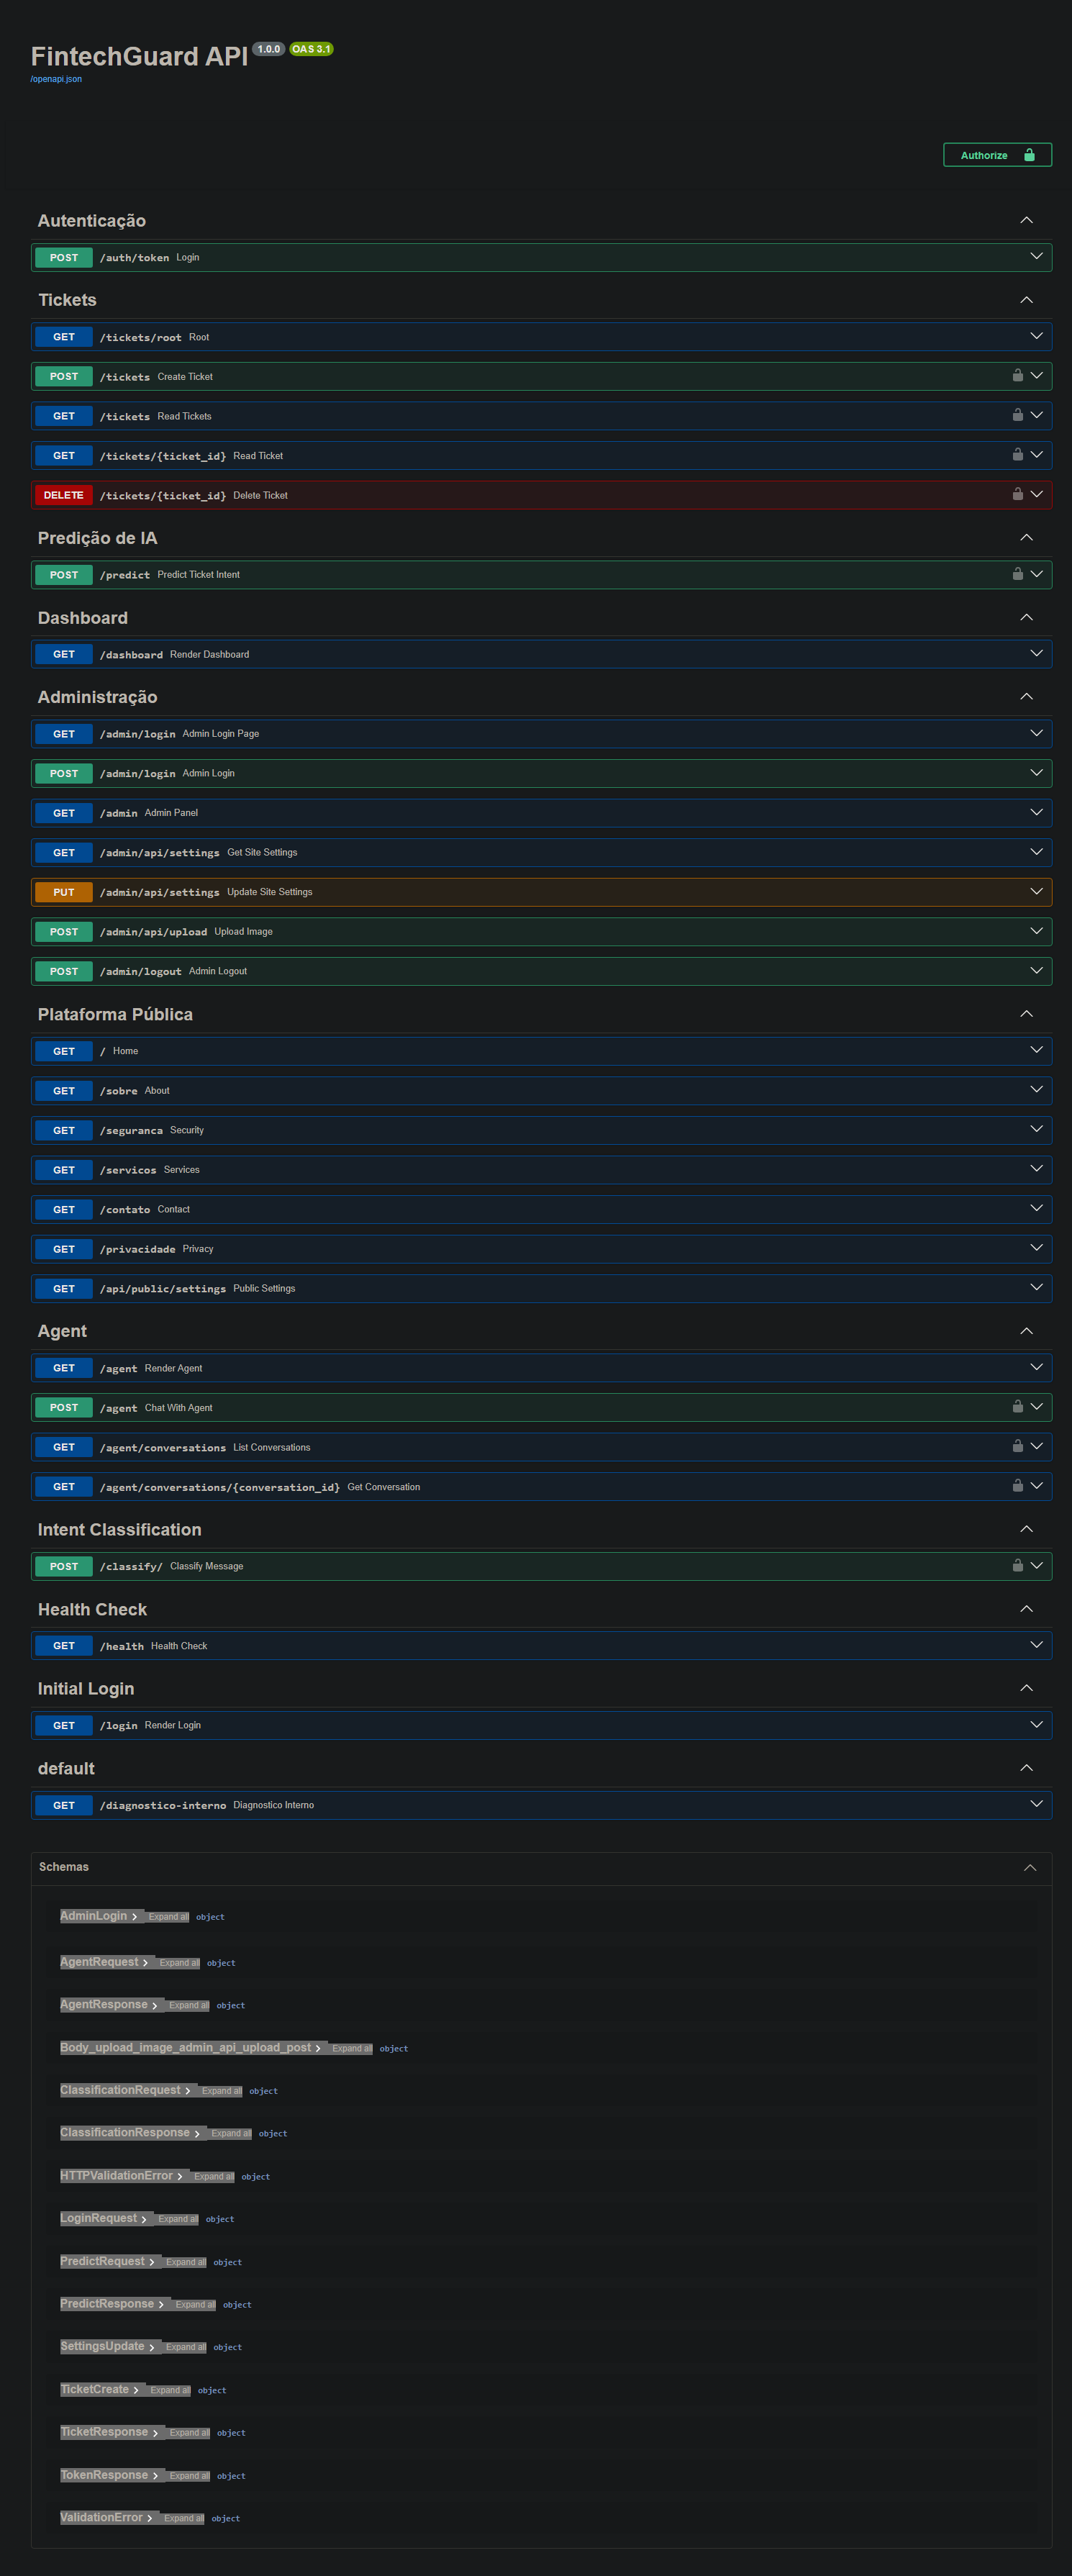 FintechGuard API 1.0.0 OAS 3.1
/openapi.json
Authorize
Autenticação
POST /auth/token Login
Tickets
GET /tickets/root Root
POST /tickets Create Ticket
GET /tickets Read Tickets
GET /tickets/{ticket_id} Read Ticket
DELETE /tickets/{ticket_id} Delete Ticket
Predição de IA
POST /predict Predict Ticket Intent
Dashboard
GET /dashboard Render Dashboard
Administração
GET /admin/login Admin Login Page
POST /admin/login Admin Login
GET /admin Admin Panel
GET /admin/api/settings Get Site Settings
PUT /admin/api/settings Update Site Settings
POST /admin/api/upload Upload Image
POST /admin/logout Admin Logout
Plataforma Pública
GET / Home
GET /sobre About
GET /seguranca Security
GET /servicos Services
GET /contato Contact
GET /privacidade Privacy
GET /api/public/settings Public Settings
Agent
GET /agent Render Agent
POST /agent Chat With Agent
GET /agent/conversations List Conversations
GET /agent/conversations/{conversation_id} Get Conversation
Intent Classification
POST /classify/ Classify Message
Health Check
GET /health Health Check
Initial Login
GET /login Render Login
default
GET /diagnostico-interno Diagnostico Interno
Schemas
AdminLogin Expand all object
AgentRequest Expand all object
AgentResponse Expand all object
Body_upload_image_admin_api_upload_post Expand all object
ClassificationRequest Expand all object
ClassificationResponse Expand all object
HTTPValidationError Expand all object
LoginRequest Expand all object
PredictRequest Expand all object
PredictResponse Expand all object
SettingsUpdate Expand all object
TicketCreate Expand all object
TicketResponse Expand all object
TokenResponse Expand all object
ValidationError Expand all object